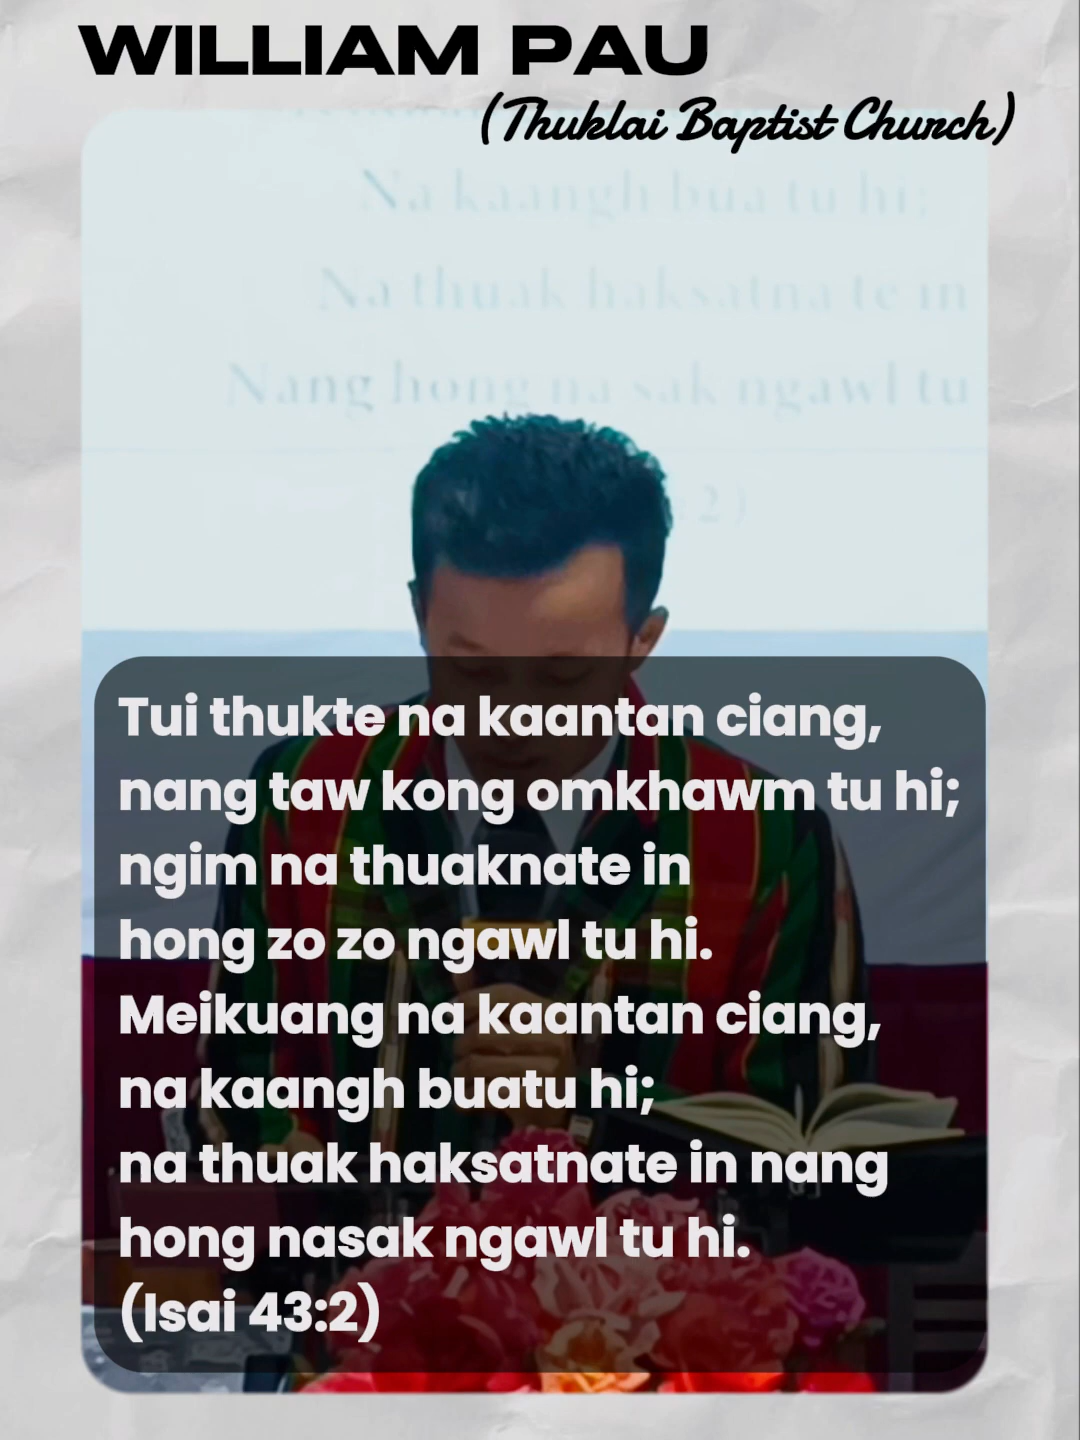 WILLIAM PAU
(Thuklai Baptist Church)
Na kaangh bua tu hi;
Na thuak haksatna te in
Nang hong na sak ngawl tu
:2)
Tui thukte na kaantan ciang,
nang taw kong omkhawm tu hi;
ngim na thuaknate in
hong zo zo ngawl tu hi.
Meikuang na kaantan ciang,
na kaangh buatu hi;
na thuak haksatnate in nang
hong nasak ngawl tu hi.
(Isai 43:2)